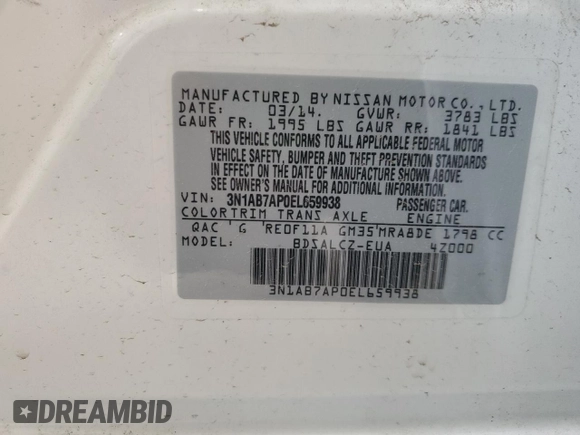 MANUFACTURED BY NISSAN MOTOR CO., LTD.
DATE: 03/14. GVWR: 3783 LBS
GAWR FR: 1995 LBS GAWR RR: 1841 LBS
THIS VEHICLE CONFORMS TO ALL APPLICABLE FEDERAL MOTOR
VEHICLE SAFETY, BUMPER AND THEFT PREVENTION STANDARDS
IN EFFECT ON THE DATE OF MANUFACTURE SHOWN ABOVE.
SEE OWNER'S MANUAL FOR ADDITIONAL INFORMATION.
VIN: 3N1AB7AP0EL659938 PASSENGER CAR.
COLOR TRIM TRANS AXLE ENGINE
QAC 'G 'RE0F11A GM35'MRA8DE 1798 CC
MODEL: BDSALCZ-EUA 4Z000
3N1AB7AP0EL659938
DREAMBID